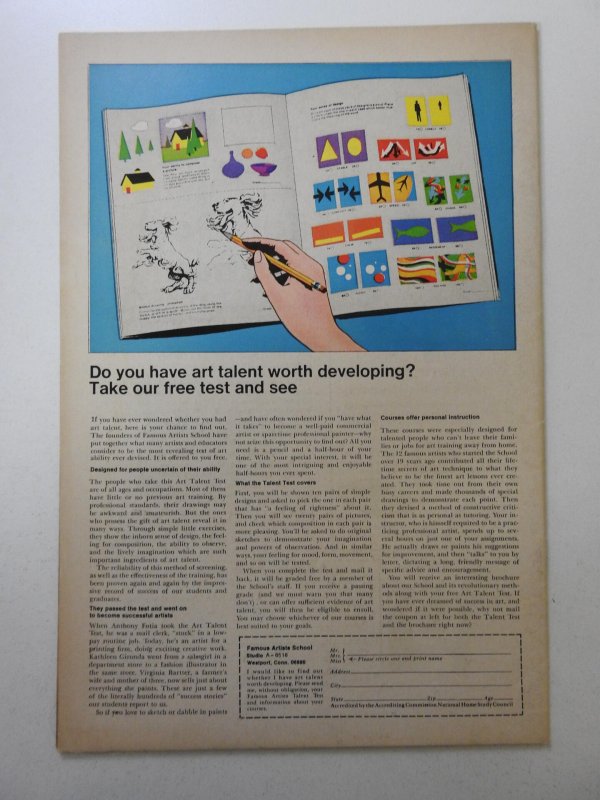 Do you have art talent worth developing?
Take our free test and see
If you have ever wondered whether you had
art talent, here is your chance to find out.
The founders of Famous Artists School have
put together what many artists and educators
consider to be the most revealing test of art
ability ever devised. It is offered to you free.
Designed for people uncertain of their ability
The people who take this Art Talent Test
are of all ages and occupations. Most of them
have little or no previous art training. By
professional standards, their drawings may
be awkward and amateurish. But the ones
who possess the gift of art talent reveal it in
many ways. Through simple little exercises,
they show the inborn sense of design, the feel-
ing for composition, the ability to observe,
and the lively imagination which are such
important ingredients of art talent.
The reliability of this method of screening,
as well as the effectiveness of the training, has
been proven again and again by the impres-
sive record of success of our students and
graduates.
They passed the test and went on
to become successful artists
When Anthony Fouta took the Art Talent
Test, he was a mail clerk, "stuck" in a low-
pay routine job. Today, he's an artist for a
printing firm, doing exciting creative work.
Kathleen Giranda went from a salesgirl in a
department store to a fashion illustrator in
the same store. Virginia Bartter, a farmer's
wife and mother of three, now sells just about
everything she paints. These are just a few
of the literally hundreds of "success stories"
our students report to us.
So if you love to sketch or dabble in paints
—and have often wondered if you "have what
it takes" to become a well-paid commercial
artist or sparetime professional painter—why
not seize this opportunity to find out? All you
need is a pencil and a half-hour of your
time. With your special interest, it will be
one of the most intriguing and enjoyable
half-hours you ever spent.
What the Talent Test covers
First, you will be shown ten pairs of simple
designs and asked to pick the one in each pair
that has "a feeling of rightness" about it.
Then you will see twenty pairs of pictures,
and check which composition in each pair is
more pleasing. You'll be asked to do original
sketches to demonstrate your imagination
and powers of observation. And in similar
ways, your feeling for mood, form, movement,
and so on will be tested.
When you complete the test and mail it
back, it will be graded free by a member of
the School's staff. If you receive a passing
grade (and we must warn you that many
don't), or can offer sufficient evidence of art
talent, you will then be eligible to enroll.
You may choose whichever of our courses is
best suited to your goals.
Courses offer personal instruction
These courses were especially designed for
talented people who can't leave their fami-
lies or jobs for art training away from home.
The 12 famous artists who started the School
over 19 years ago contributed all their life-
time secrets of art technique to what they
believe to be the finest art lessons ever cre-
ated. They took time out from their own
busy careers and made thousands of special
drawings to demonstrate each point. Then
they devised a method of constructive criti-
cism that is as personal as tutoring. Your in-
structor, who is himself required to be a prac-
ticing professional artist, spends up to sev-
eral hours on just one of your assignments.
He actually draws or paints his suggestions
for improvement, and then "talks" to you by
letter, dictating a long, friendly message of
specific advice and encouragement.
You will receive an interesting brochure
about our School and its revolutionary meth-
ods along with your free Art Talent Test. If
you have ever dreamed of success in art, and
wondered if it were possible, why not mail
the coupon at left for both the Talent Test
and the brochure right now?
Famous Artists School
Studio A-6516
Westport, Conn. 06880
I would like to find out
whether I have art talent
worth developing. Please send
me, without obligation, your
Famous Artists Talent Test
and information about your
courses.
Mr.
Mrs.
Miss Please circle one and print name
Address
City
State Zip Age
Accredited by the Accrediting Commission National Home Study Council